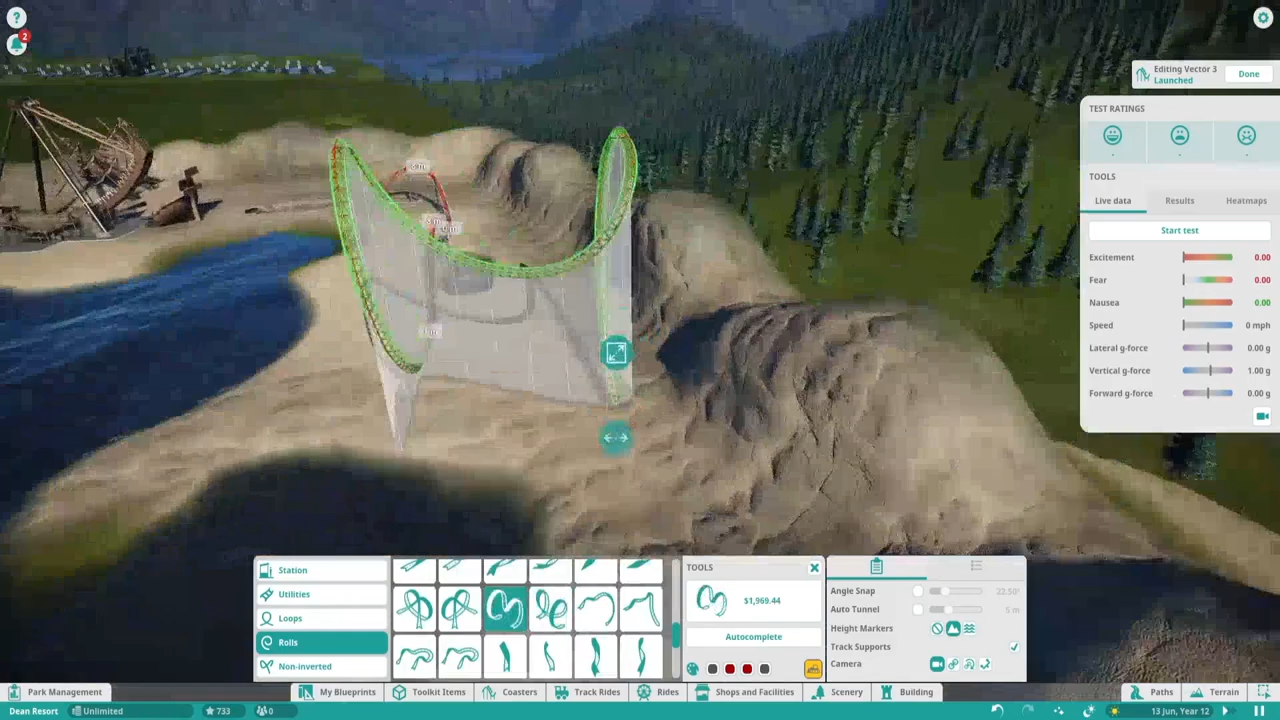 ?
2
Editing Vector 3
Launched
Done
TEST RATINGS
-
-
-
TOOLS
Live data
Results
Heatmaps
Start test
Excitement
0.00
Fear
0.00
Nausea
0.00
Speed
0 mph
Lateral g-force
0.00 g
Vertical g-force
1.00 g
Forward g-force
0.00 g
Station
Utilities
Loops
Rolls
Non-inverted
TOOLS
$1,969.44
Autocomplete
Angle Snap
22.50°
Auto Tunnel
5 m
Height Markers
Track Supports
Camera
Park Management
My Blueprints
Toolkit Items
Coasters
Track Rides
Rides
Shops and Facilities
Scenery
Building
Paths
Terrain
Dean Resort
Unlimited
733
0
13 Jun, Year 12